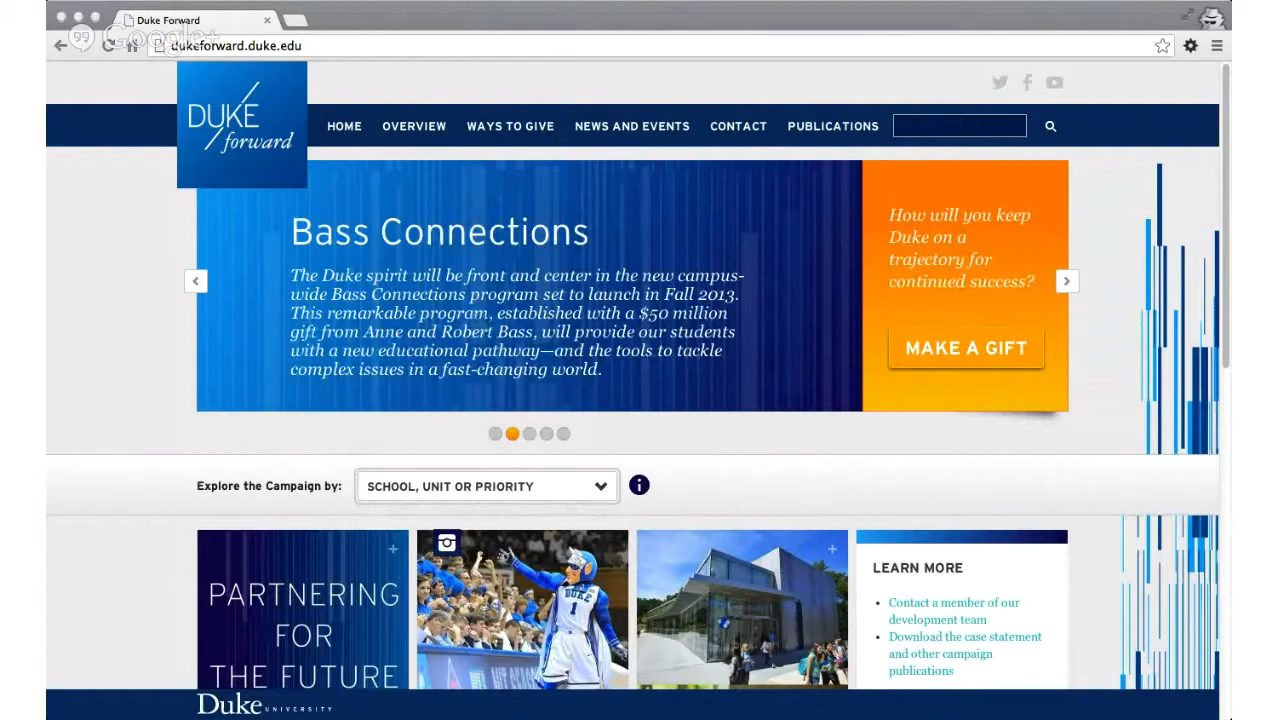 Duke Forward
Google+
dukeforward.duke.edu
DUKE
forward
HOME OVERVIEW WAYS TO GIVE NEWS AND EVENTS CONTACT PUBLICATIONS
Bass Connections
The Duke spirit will be front and center in the new campus-
wide Bass Connections program set to launch in Fall 2013.
This remarkable program, established with a $50 million
gift from Anne and Robert Bass, will provide our students
with a new educational pathway—and the tools to tackle
complex issues in a fast-changing world.
How will you keep
Duke on a
trajectory for
continued success?
MAKE A GIFT
Explore the Campaign by: SCHOOL, UNIT OR PRIORITY
PARTNERING
FOR
THE FUTURE
DUKE
1
LEARN MORE
Contact a member of our
development team
Download the case statement
and other campaign
publications
Duke UNIVERSITY